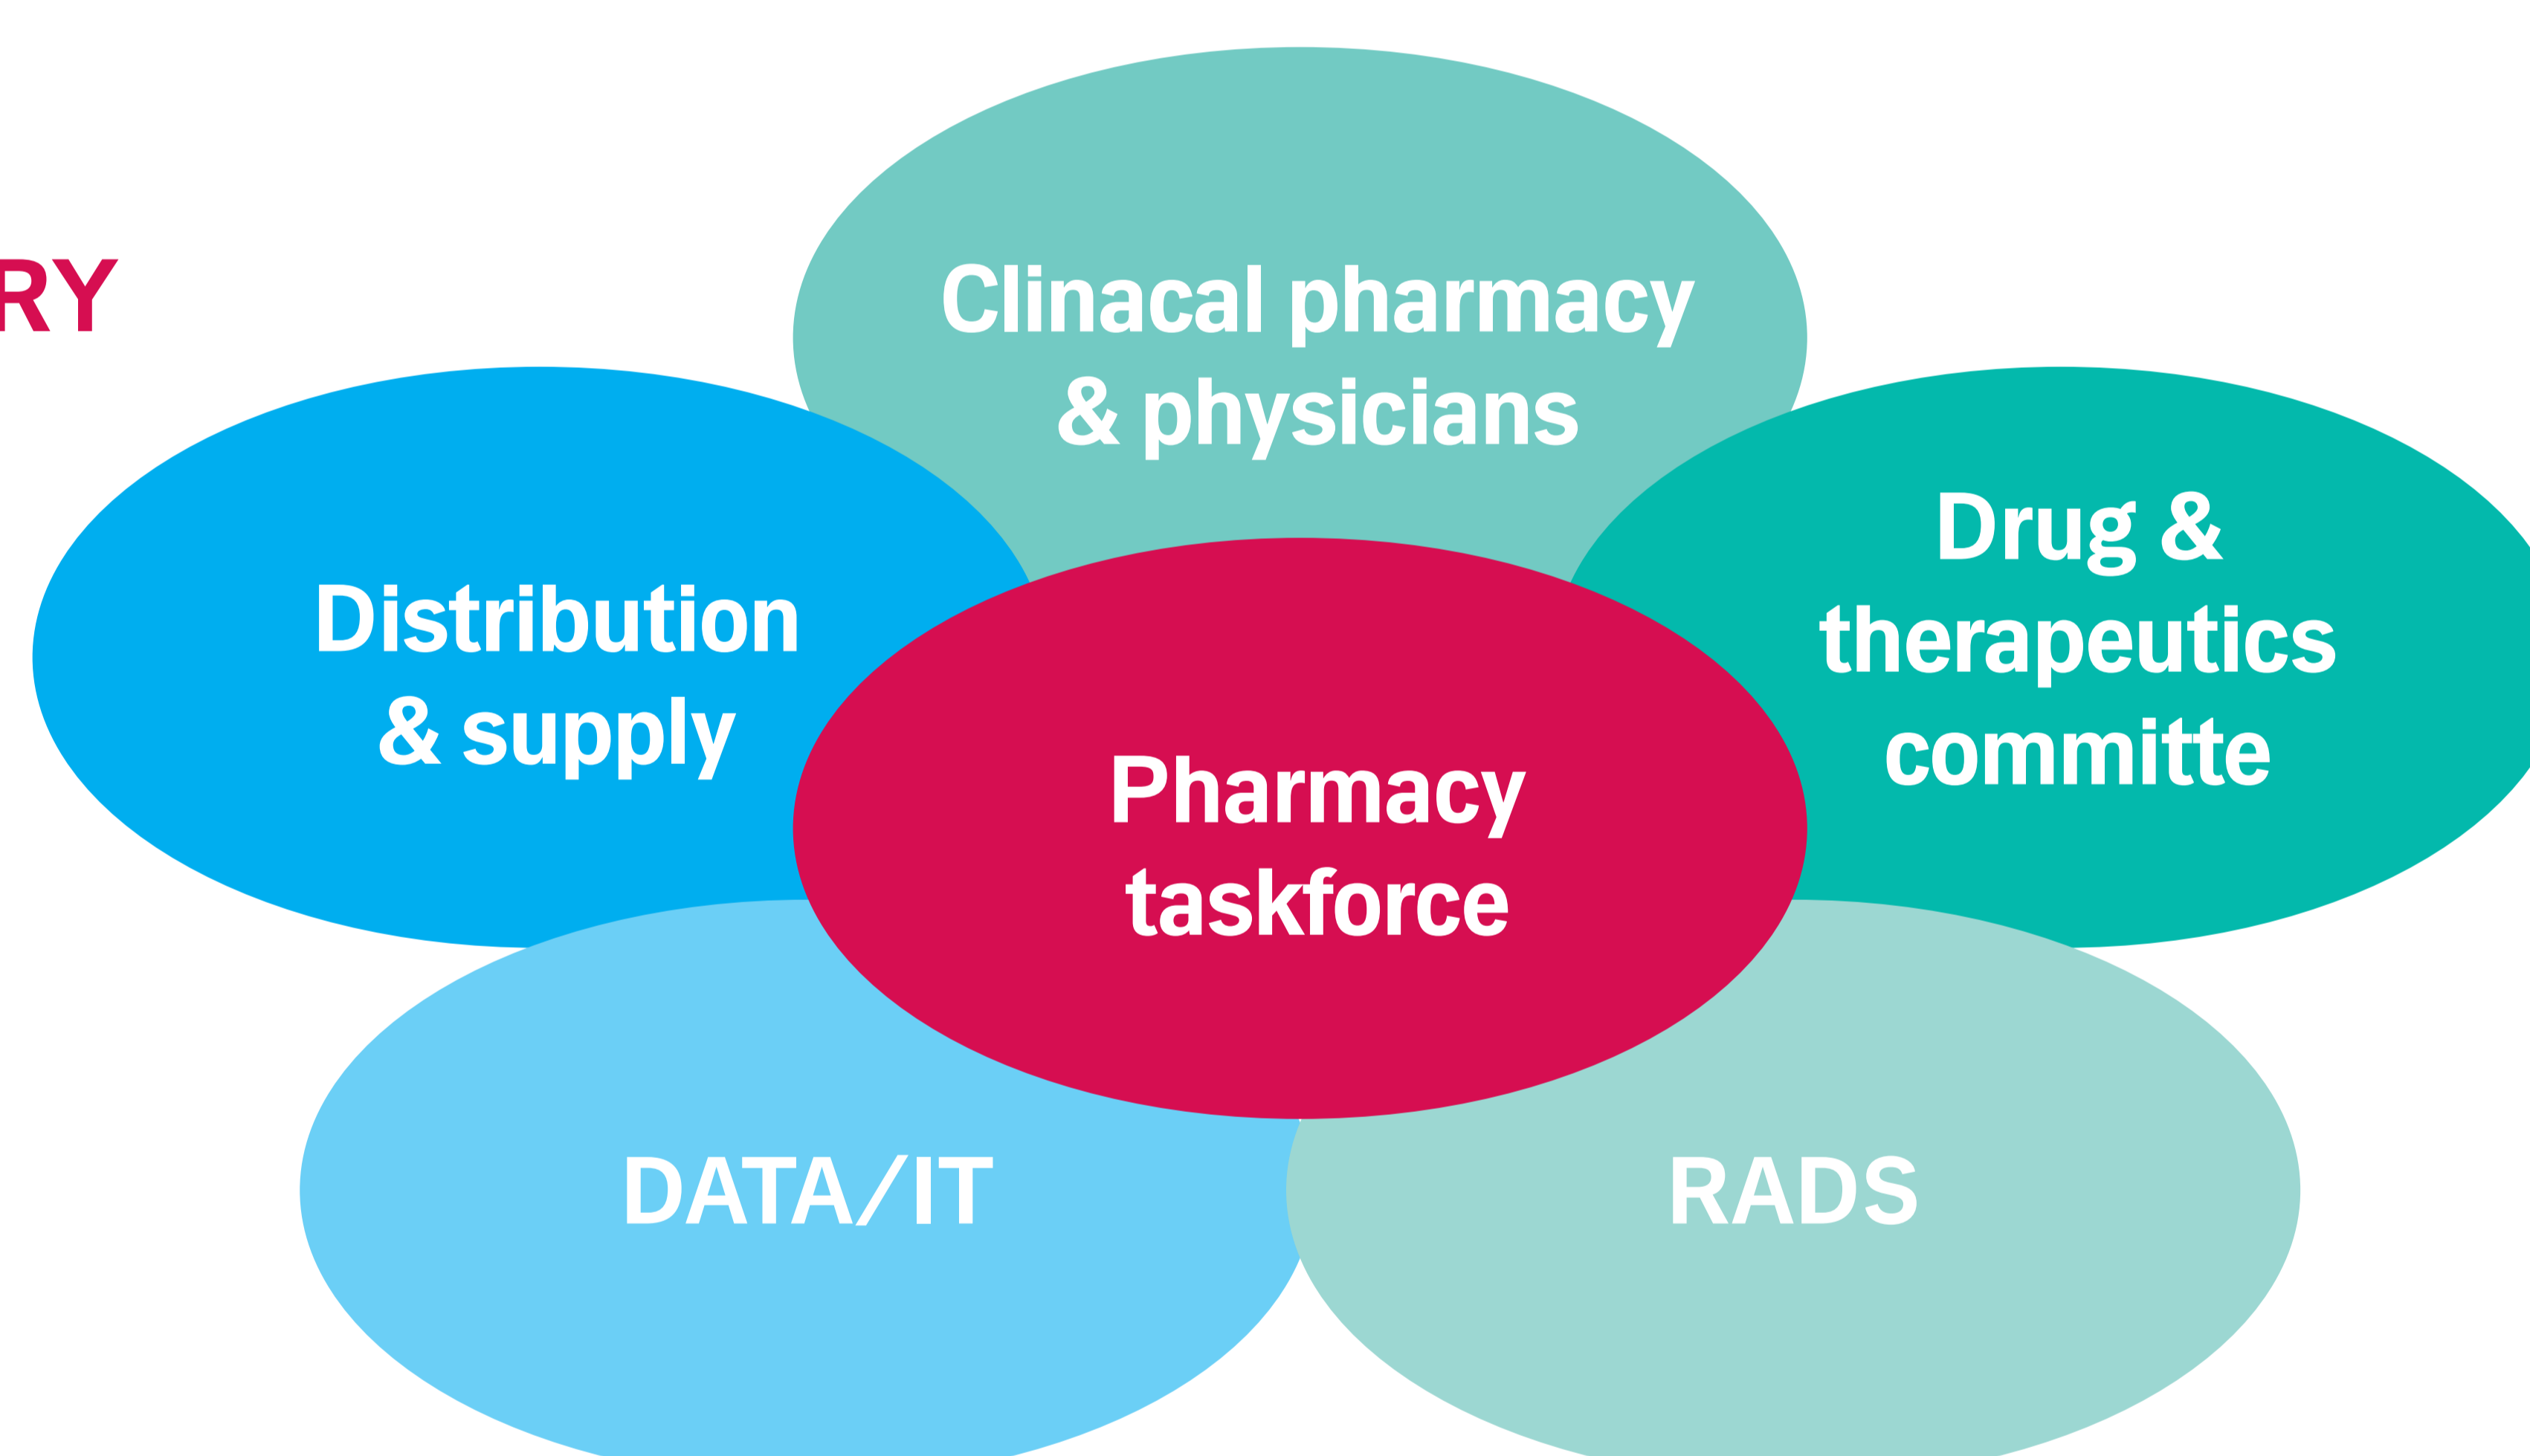 RY
Clinacal pharmacy
& physicians
Distribution
& supply
Drug &
therapeutics
committe
Pharmacy
taskforce
DATA/IT
RADS